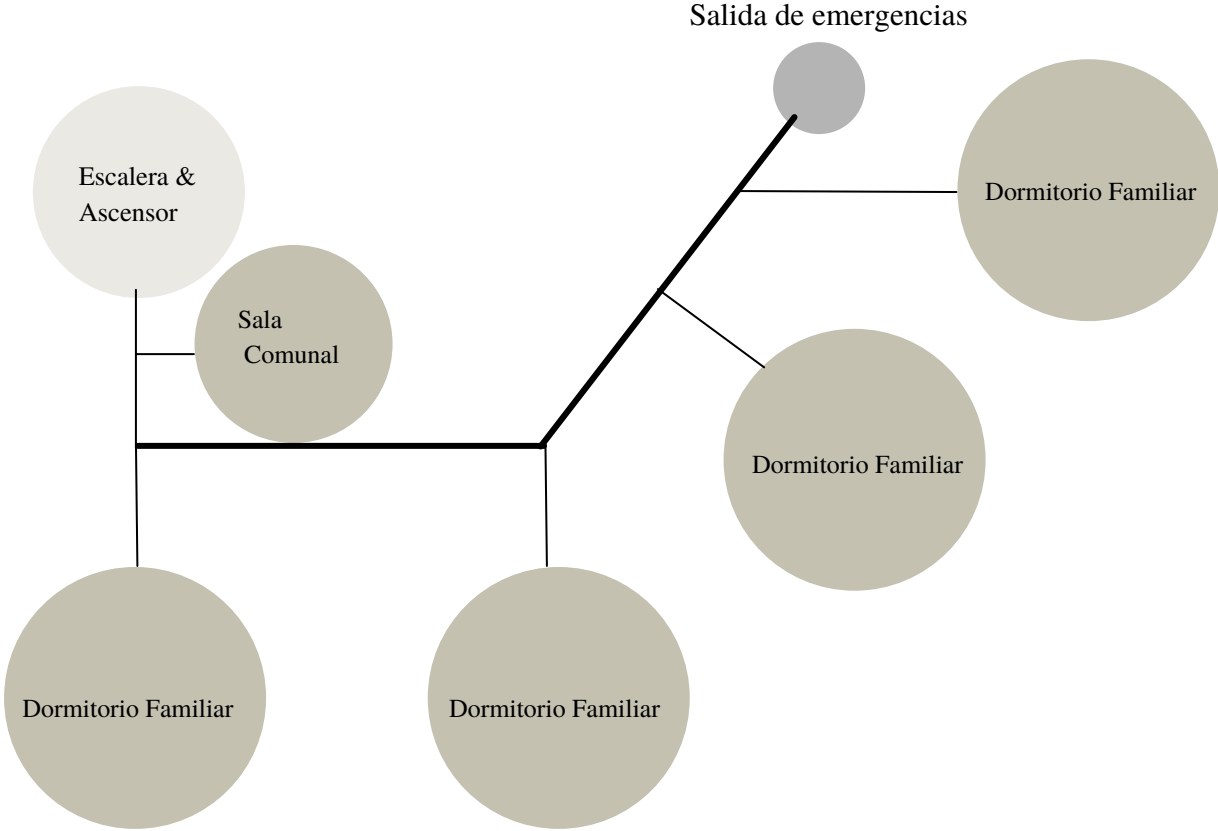 Salida de emergencias
Escalera &
Ascensor
Dormitorio Familiar
Sala
Comunal
Dormitorio Familiar
Dormitorio Familiar
Dormitorio Familiar